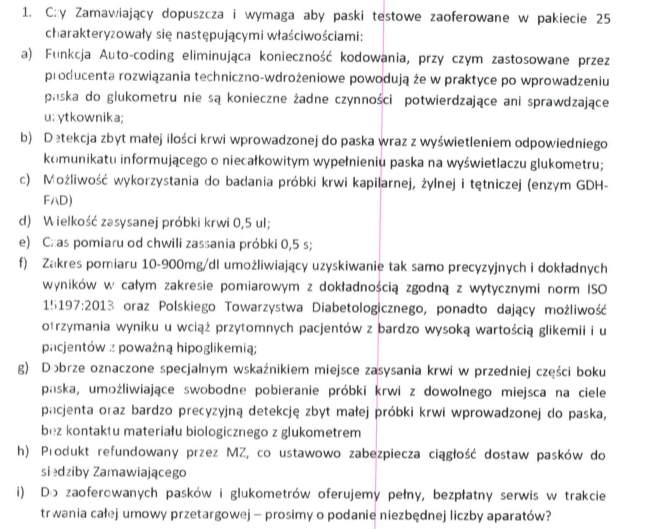 1. Czy Zamawiający dopuszcza i wymaga aby paski testowe zaoferowane w pakiecie 25
charakteryzowały się następującymi właściwościami:
a) Funkcja Auto-coding eliminująca konieczność kodowania, przy czym zastosowane przez
producenta rozwiązania techniczno-wdrożeniowe powodują że w praktyce po wprowadzeniu
paska do glukometru nie są konieczne żadne czynności potwierdzające ani sprawdzające
użytkownika;
b) Detekcja zbyt małej ilości krwi wprowadzonej do paska wraz z wyświetleniem odpowiedniego
komunikatu informującego o niecałkowitym wypełnieniu paska na wyświetlaczu glukometru;
c) Możliwość wykorzystania do badania próbki krwi kapilarnej, żylnej i tętniczej (enzym GDH-
FAD)
d) Wielkość zasysanej próbki krwi 0,5 ul;
e) Czas pomiaru od chwili zassania próbki 0,5 s;
f) Zakres pomiaru 10-900mg/dl umożliwiający uzyskiwanie tak samo precyzyjnych i dokładnych
wyników w całym zakresie pomiarowym z dokładnością zgodną z wytycznymi norm ISO
15197:2013 oraz Polskiego Towarzystwa Diabetologicznego, ponadto dający możliwość
otrzymania wyniku u wciąż przytomnych pacjentów z bardzo wysoką wartością glikemii i u
pacjentów z poważną hipoglikemią;
g) Dobrze oznaczone specjalnym wskaźnikiem miejsce zasysania krwi w przedniej części boku
paska, umożliwiające swobodne pobieranie próbki krwi z dowolnego miejsca na ciele
pacjenta oraz bardzo precyzyjną detekcję zbyt małej próbki krwi wprowadzonej do paska,
bez kontaktu materiału biologicznego z glukometrem
h) Produkt refundowany przez MZ, co ustawowo zabezpiecza ciągłość dostaw pasków do
siedziby Zamawiającego
i) Do zaoferowanych pasków i glukometrów oferujemy pełny, bezpłatny serwis w trakcie
trwania całej umowy przetargowej – prosimy o podanie niezbędnej liczby aparatów?